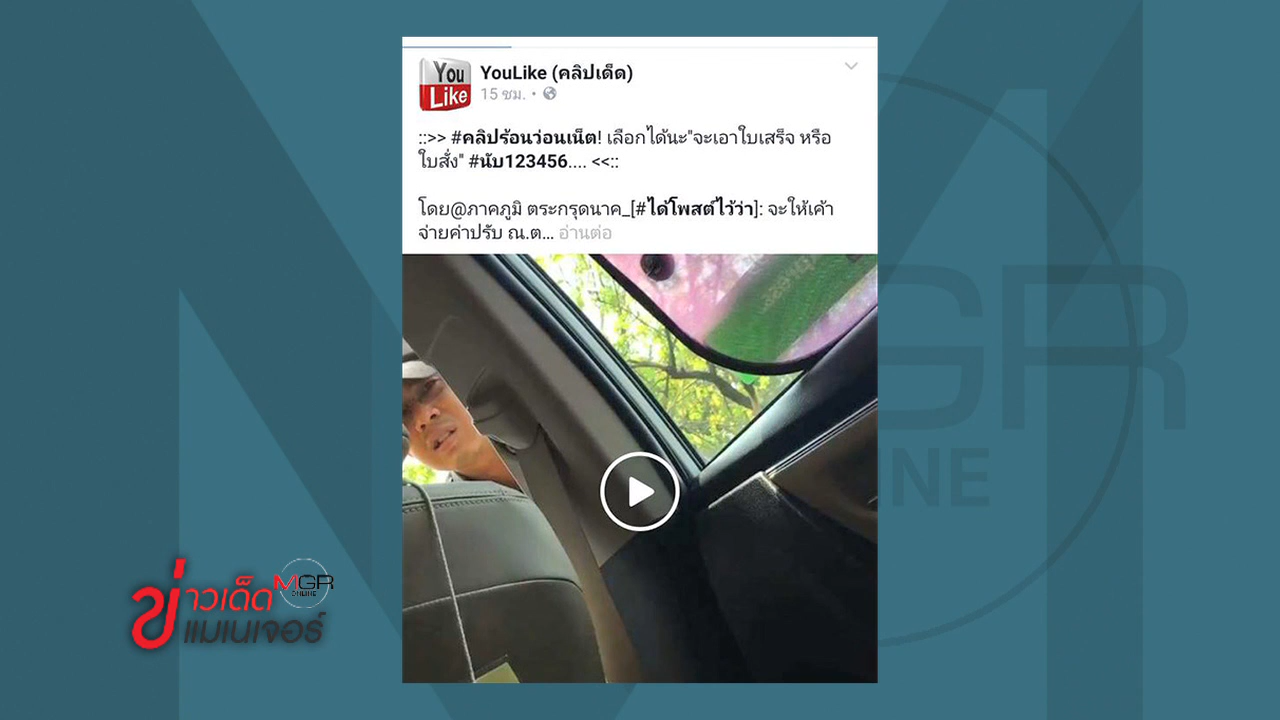 You
Like
YouLike (คลิปเด็ด)
15 ชม. •
::>> #คลิปร้อนว่อนเน็ต! เลือกได้นะ"จะเอาใบเสร็จ หรือ
ใบสั่ง" #นับ123456.... <<::
โดย@ภาคภูมิ ตระกรุดนาค_[#ได้โพสต์ไว้ว่า]: จะให้เค้า
จ่ายค่าปรับ ณ.ต... อ่านต่อ
MGR
ONLINE
ข่าวเด็ด
แมเนเจอร์
MGR
ONLINE